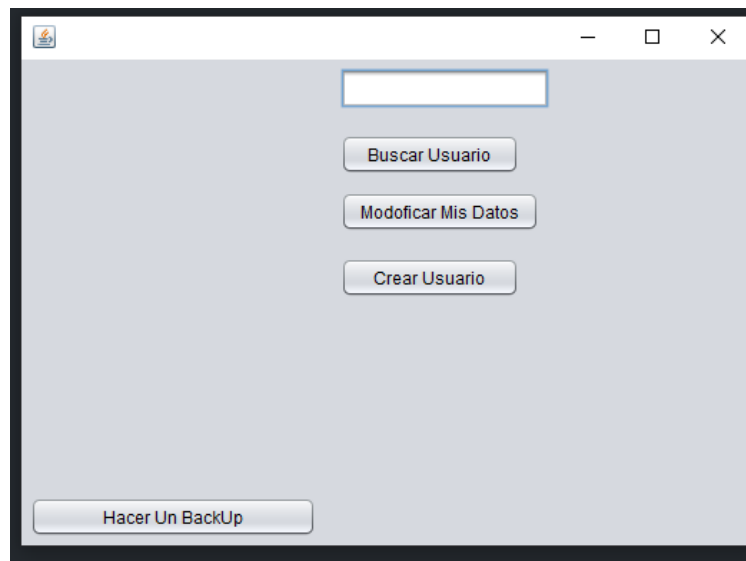 Buscar Usuario
Modoficar Mis Datos
Crear Usuario
Hacer Un BackUp